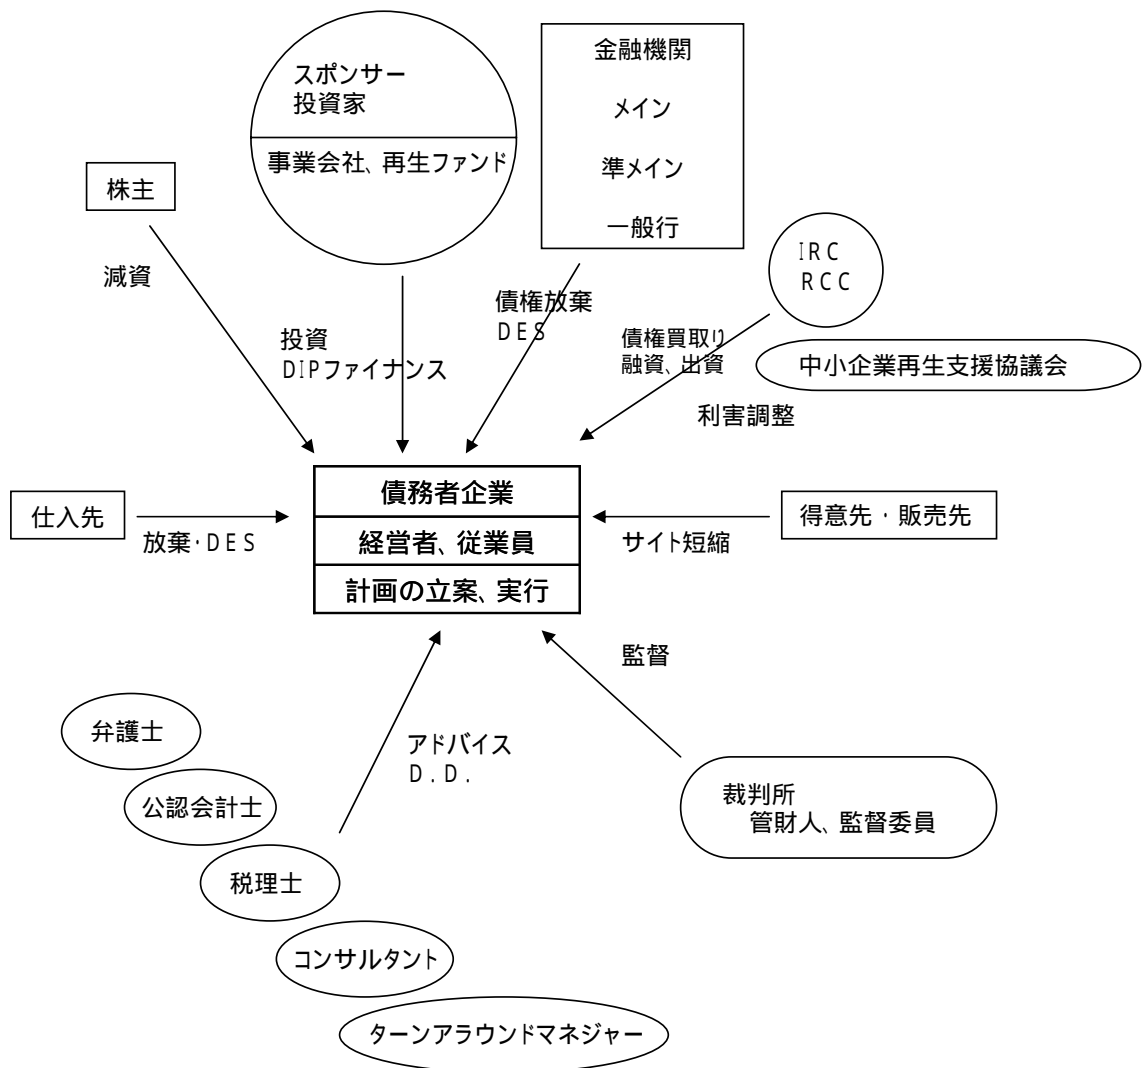 スポンサー
投資家
事業会社、再生ファンド
金融機関
メイン
準メイン
一般行
株主
IRC
RCC
減資
債権放棄
DES
投資
DIPファイナンス
債権買取り
融資、出資
中小企業再生支援協議会
利害調整
債務者企業
経営者、従業員
計画の立案、実行
仕入先
放棄・DES
得意先・販売先
サイト短縮
監督
弁護士
アドバイス
D.D.
公認会計士
裁判所
管財人、監督委員
税理士
コンサルタント
ターンアラウンドマネジャー